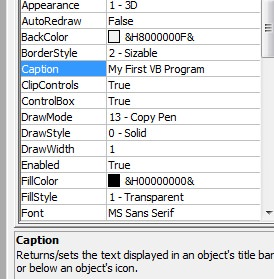 Appearance 1 - 3D
AutoRedraw False
BackColor &H8000000F&
BorderStyle 2 - Sizable
Caption My First VB Program
ClipControls True
ControlBox True
DrawMode 13 - Copy Pen
DrawStyle 0 - Solid
DrawWidth 1
Enabled True
FillColor &H00000000&
FillStyle 1 - Transparent
Font MS Sans Serif
Caption
Returns/sets the text displayed in an object's title bar
or below an object's icon.